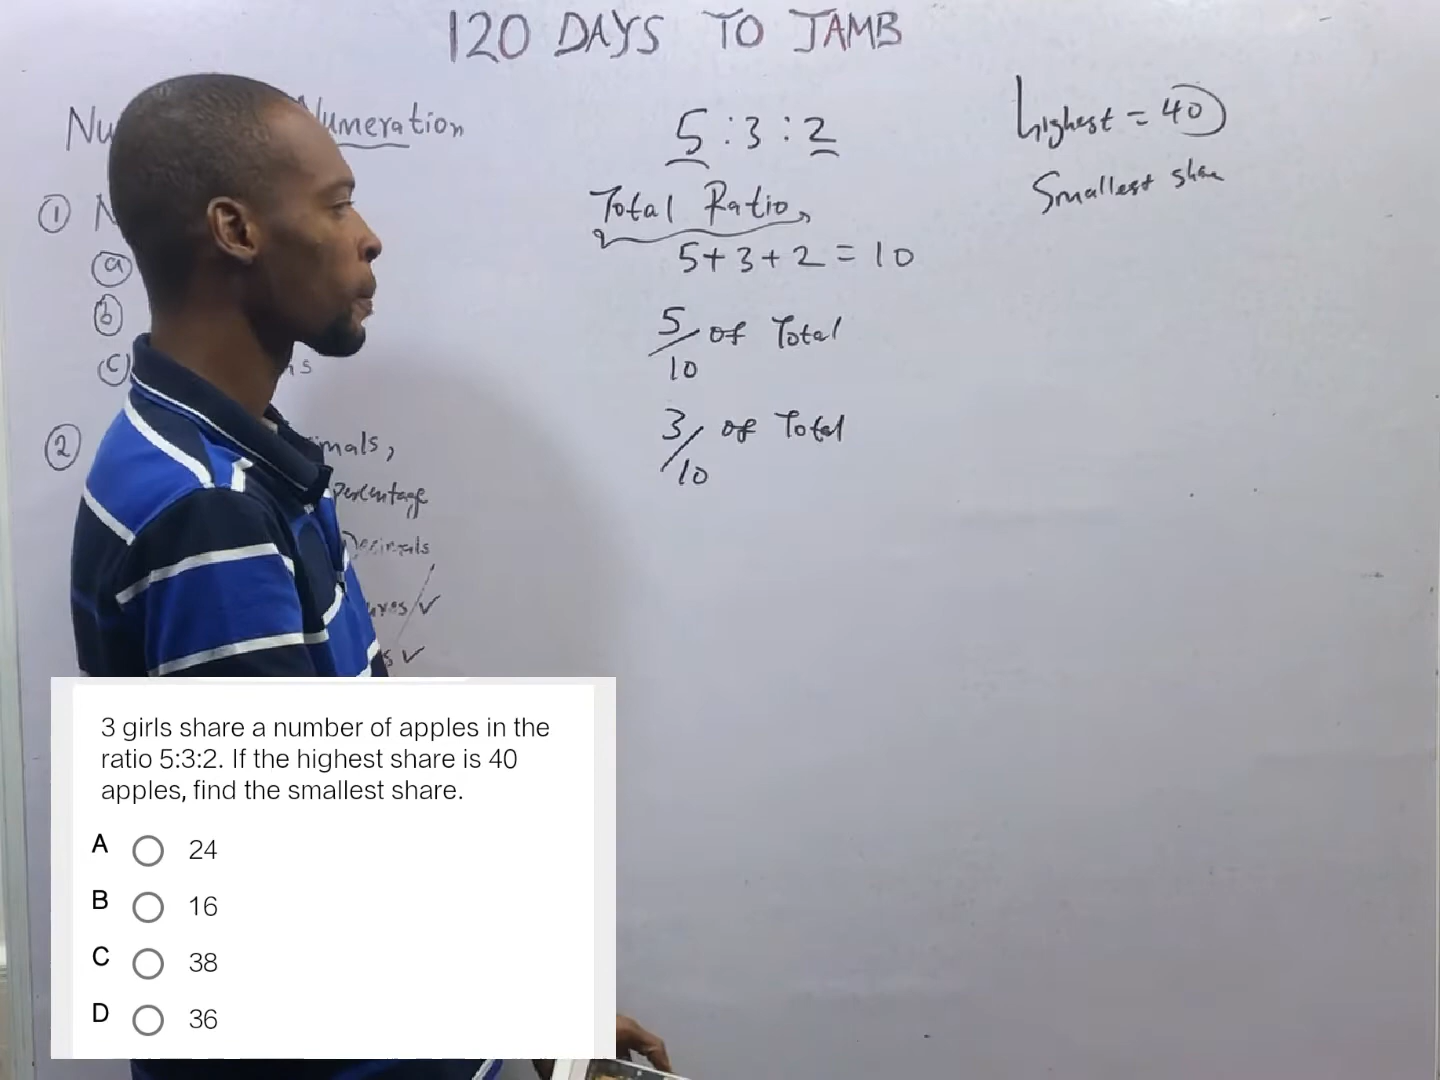 120 DAYS TO JAMB
Numeration
①
ⓐ
ⓑ
ⓒ
②
Percentage
Decimals
5 : 3 : 2
Total Ratio,
5 + 3 + 2 = 10
5/10 of Total
3/10 of Total
highest = 40
Smallest share
3 girls share a number of apples in the
ratio 5:3:2. If the highest share is 40
apples, find the smallest share.
A 24
B 16
C 38
D 36